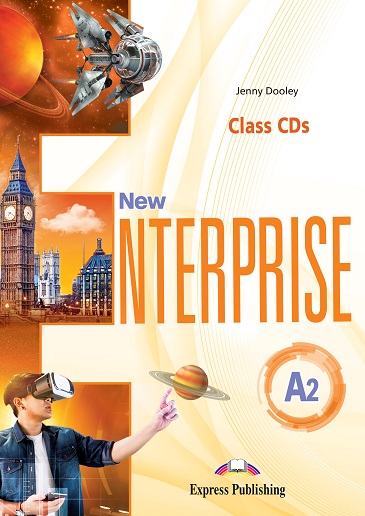 Jenny Dooley
Class CDs
New
ENTERPRISE
A2
Express Publishing